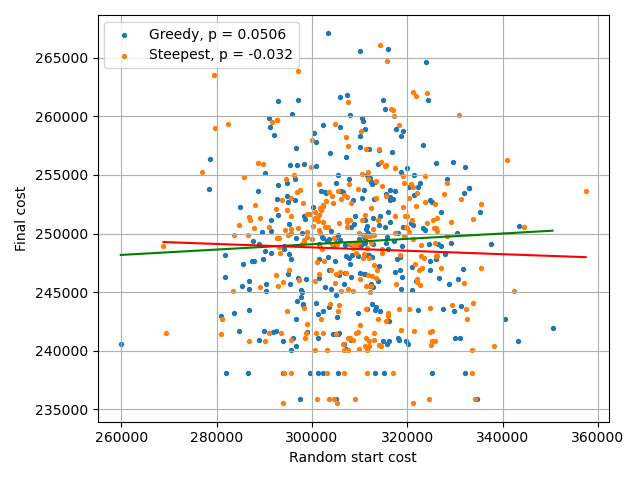 Greedy, p = 0.0506
Steepest, p = -0.032
265000
260000
255000
250000
245000
240000
235000
Final cost
260000 280000 300000 320000 340000 360000
Random start cost